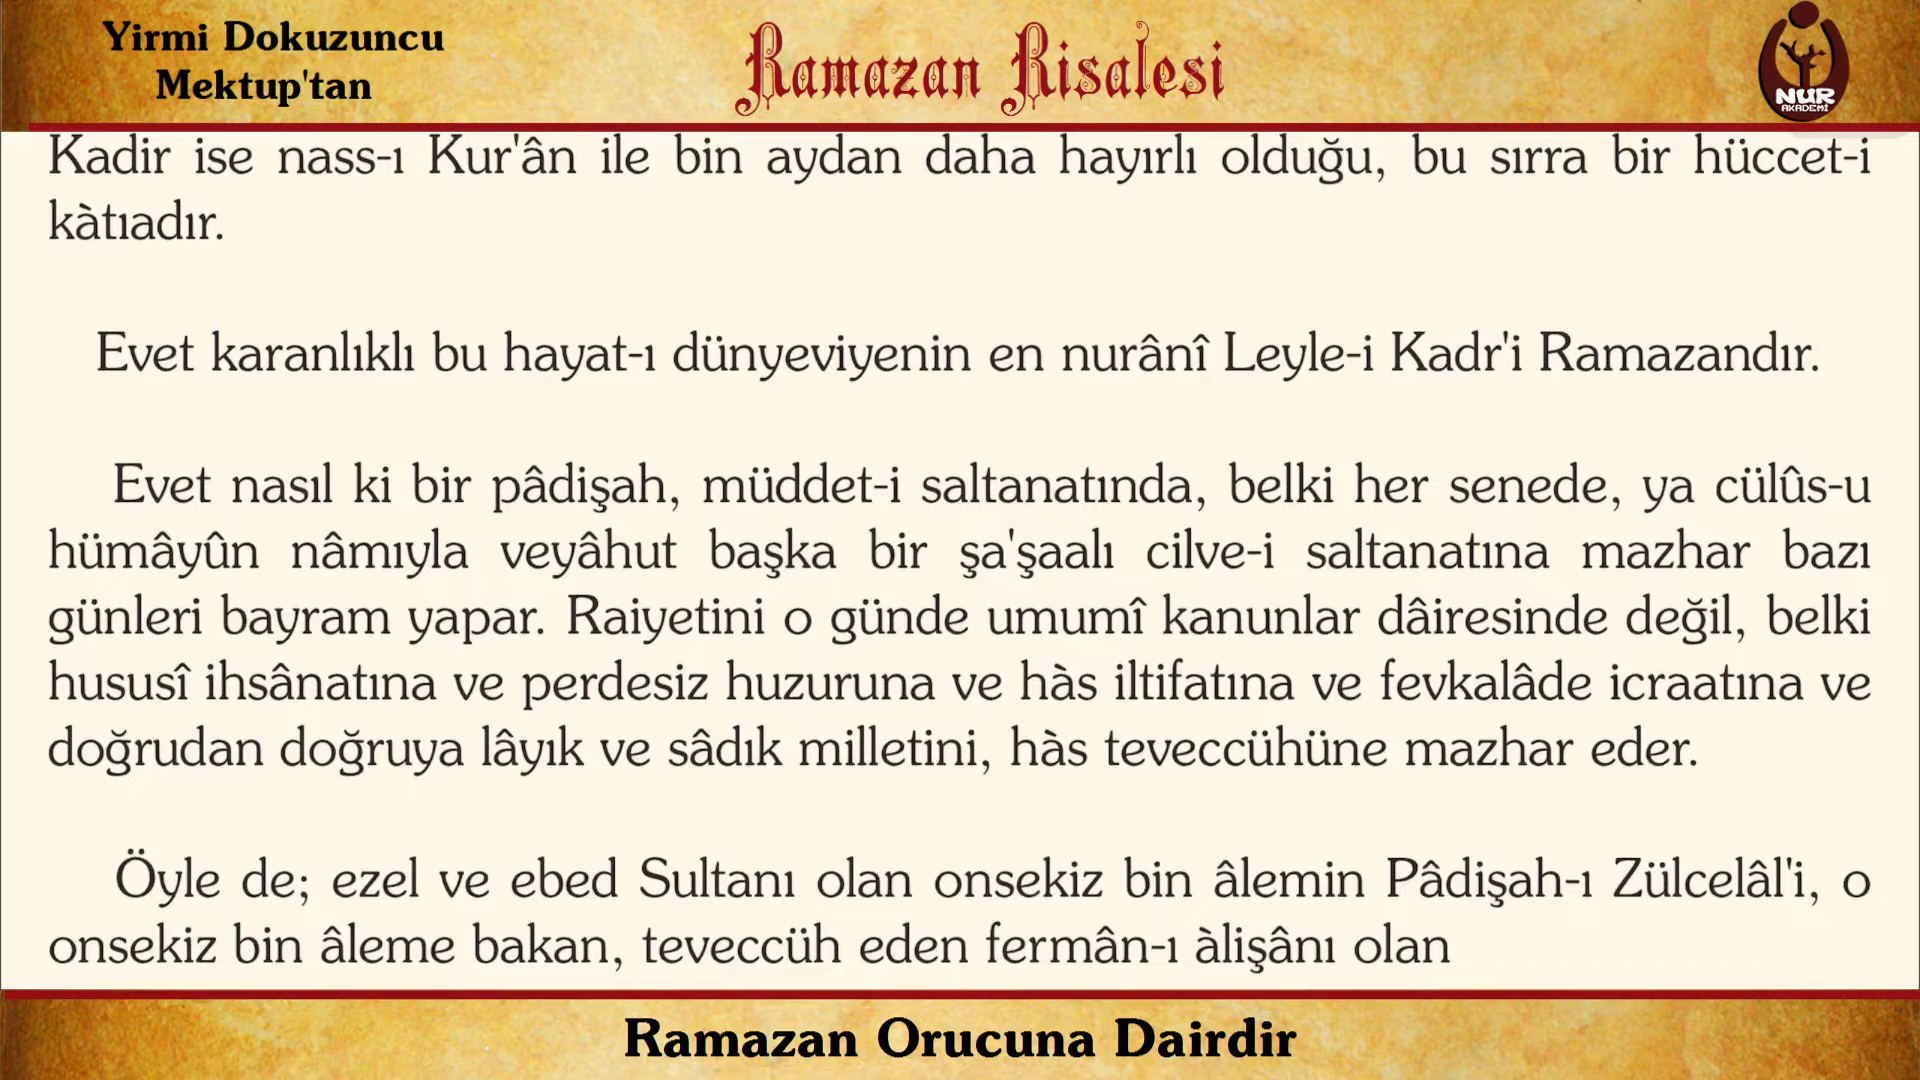 Yirmi Dokuzuncu
Mektup'tan
Ramazan Risalesi
NUR
AKADEMİ
Kadir ise nass-ı Kur'ân ile bin aydan daha hayırlı olduğu, bu sırra bir hüccet-i
kàtıadır.
Evet karanlıklı bu hayat-ı dünyeviyenin en nurânî Leyle-i Kadr'i Ramazandır.
Evet nasıl ki bir pâdişah, müddet-i saltanatında, belki her senede, ya cülûs-u
hümâyûn nâmıyla veyâhut başka bir şa'şaalı cilve-i saltanatına mazhar bazı
günleri bayram yapar. Raiyetini o günde umumî kanunlar dâiresinde değil, belki
hususî ihsânatına ve perdesiz huzuruna ve hàs iltifatına ve fevkalâde icraatına ve
doğrudan doğruya lâyık ve sâdık milletini, hàs teveccühüne mazhar eder.
Öyle de; ezel ve ebed Sultanı olan onsekiz bin âlemin Pâdişah-ı Zülcelâl'i, o
onsekiz bin âleme bakan, teveccüh eden fermân-ı àlişânı olan
Ramazan Orucuna Dairdir